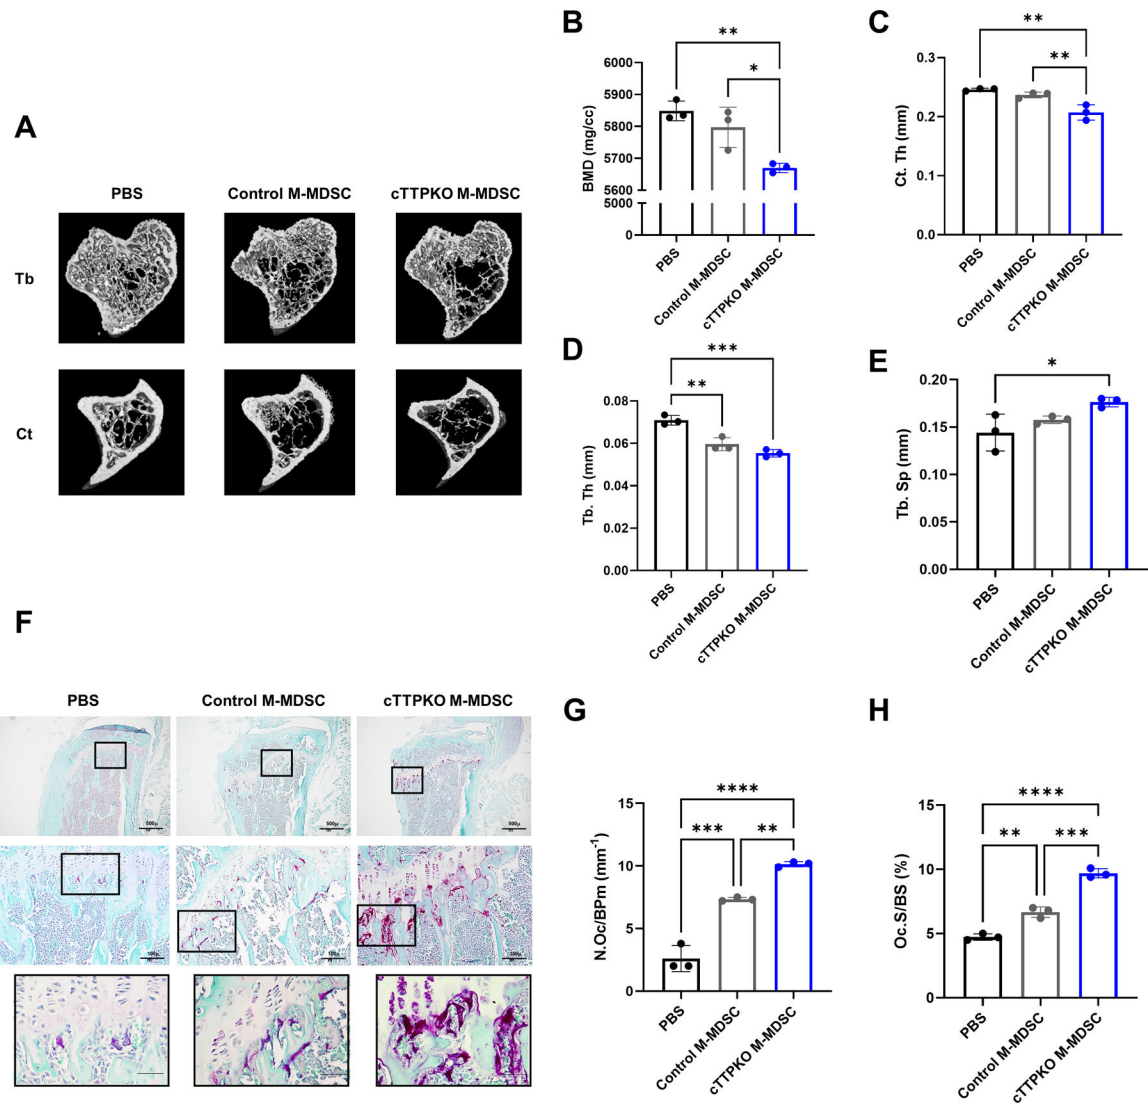 A
PBS
Control M-MDSC
cTTPKO M-MDSC
Tb
Ct
B
**
*
BMD (mg/cc)
6000
5900
5800
5700
5600
5000
0
PBS
Control M-MDSC
cTTPKO M-MDSC
C
**
**
Ct. Th (mm)
0.3
0.2
0.1
0.0
PBS
Control M-MDSC
cTTPKO M-MDSC
D
***
**
Tb. Th (mm)
0.08
0.06
0.04
0.02
0.00
PBS
Control M-MDSC
cTTPKO M-MDSC
E
*
Tb. Sp (mm)
0.20
0.15
0.10
0.05
0.00
PBS
Control M-MDSC
cTTPKO M-MDSC
F
PBS
Control M-MDSC
cTTPKO M-MDSC
G
****
***
**
N.Oc/BPm (mm⁻¹)
15
10
5
0
PBS
Control M-MDSC
cTTPKO M-MDSC
H
****
**
***
Oc.S/BS (%)
15
10
5
0
PBS
Control M-MDSC
cTTPKO M-MDSC